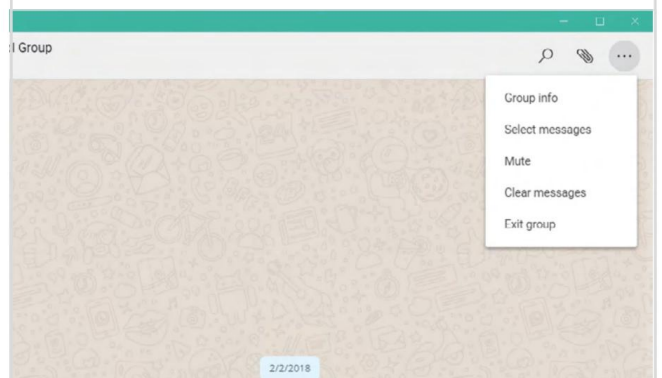 Group
Group info
Select messages
Mute
Clear messages
Exit group
2/2/2018